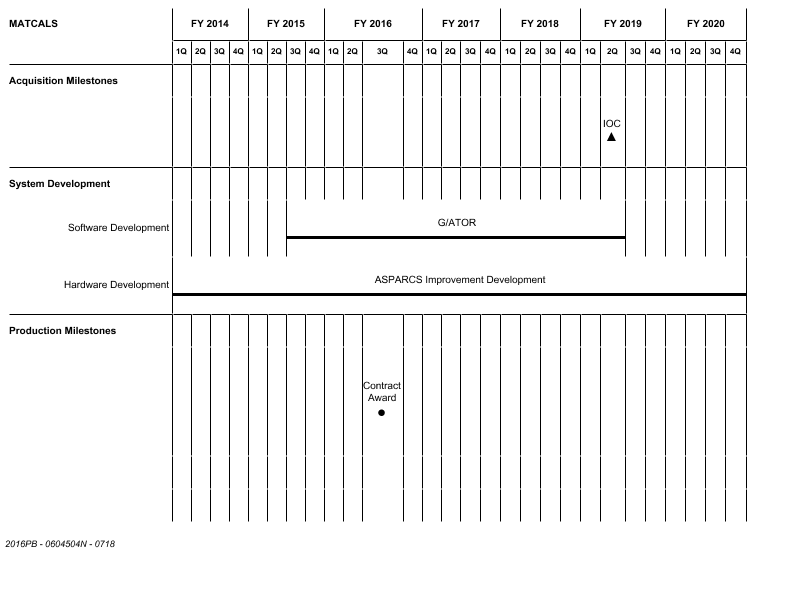 MATCALS FY 2014 FY 2015 FY 2016 FY 2017 FY 2018 FY 2019 FY 2020
1Q 2Q 3Q 4Q 1Q 2Q 3Q 4Q 1Q 2Q 3Q 4Q 1Q 2Q 3Q 4Q 1Q 2Q 3Q 4Q 1Q 2Q 3Q 4Q 1Q 2Q 3Q 4Q
Acquisition Milestones
IOC
System Development
G/ATOR
Software Development
ASPARCS Improvement Development
Hardware Development
Production Milestones
Contract
Award
2016PB - 0604504N - 0718